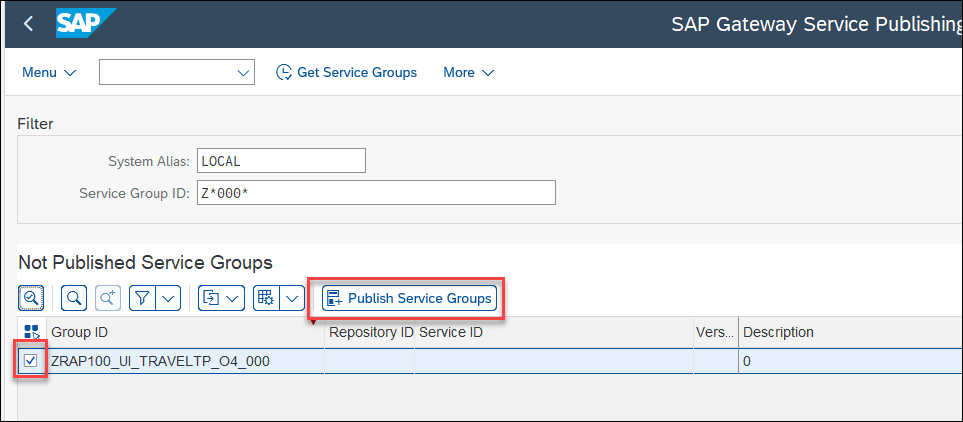 SAP
SAP Gateway Service Publishing
Menu
Get Service Groups
More
Filter
System Alias: LOCAL
Service Group ID: Z*000*
Not Published Service Groups
Publish Service Groups
Group ID Repository ID Service ID Vers... Description
ZRAP100_UI_TRAVELTP_O4_000 0